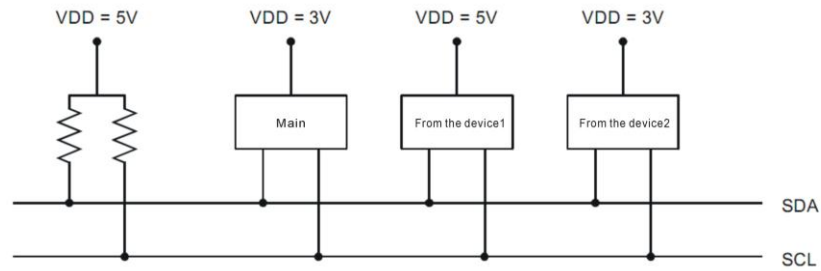 VDD = 5V
VDD = 3V
VDD = 5V
VDD = 3V
Main
From the device1
From the device2
SDA
SCL